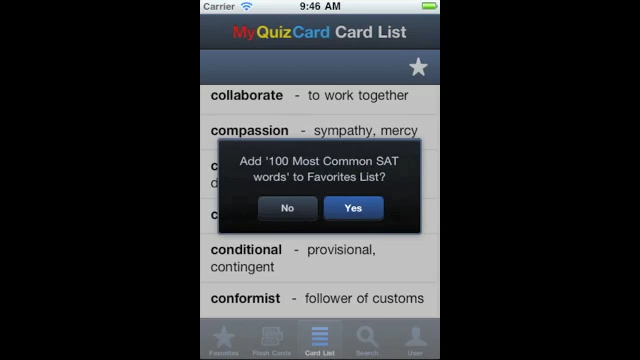 Carrier 9:46 AM
MyQuizCard Card List
collaborate - to work together
compassion - sympathy, mercy
Add '100 Most Common SAT
words' to Favorites List?
No Yes
conditional - provisional,
contingent
conformist - follower of customs
Favorites Flash Cards Card List Search User